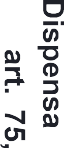 Dispensa
art. 75,